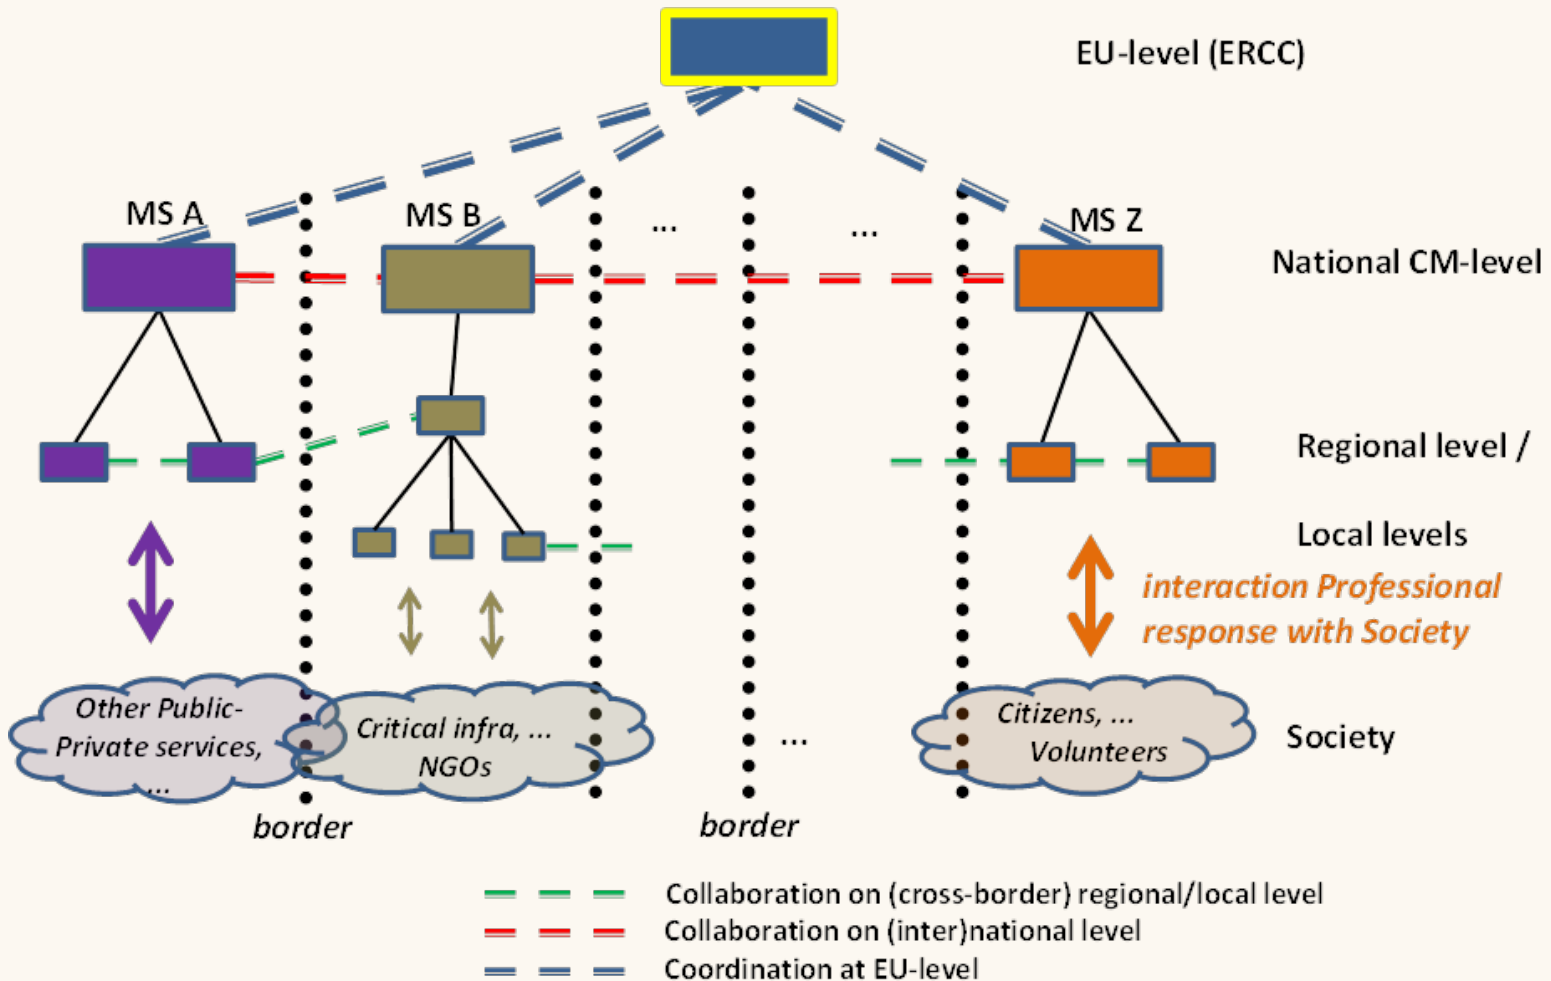 EU-level (ERCC)
MS A
MS B
...
...
MS Z
National CM-level
Regional level /
Local levels
interaction Professional
response with Society
Other Public-
Private services,
...
Critical infra, ...
NGOs
...
Citizens, ...
Volunteers
Society
border
border
Collaboration on (cross-border) regional/local level
Collaboration on (inter)national level
Coordination at EU-level